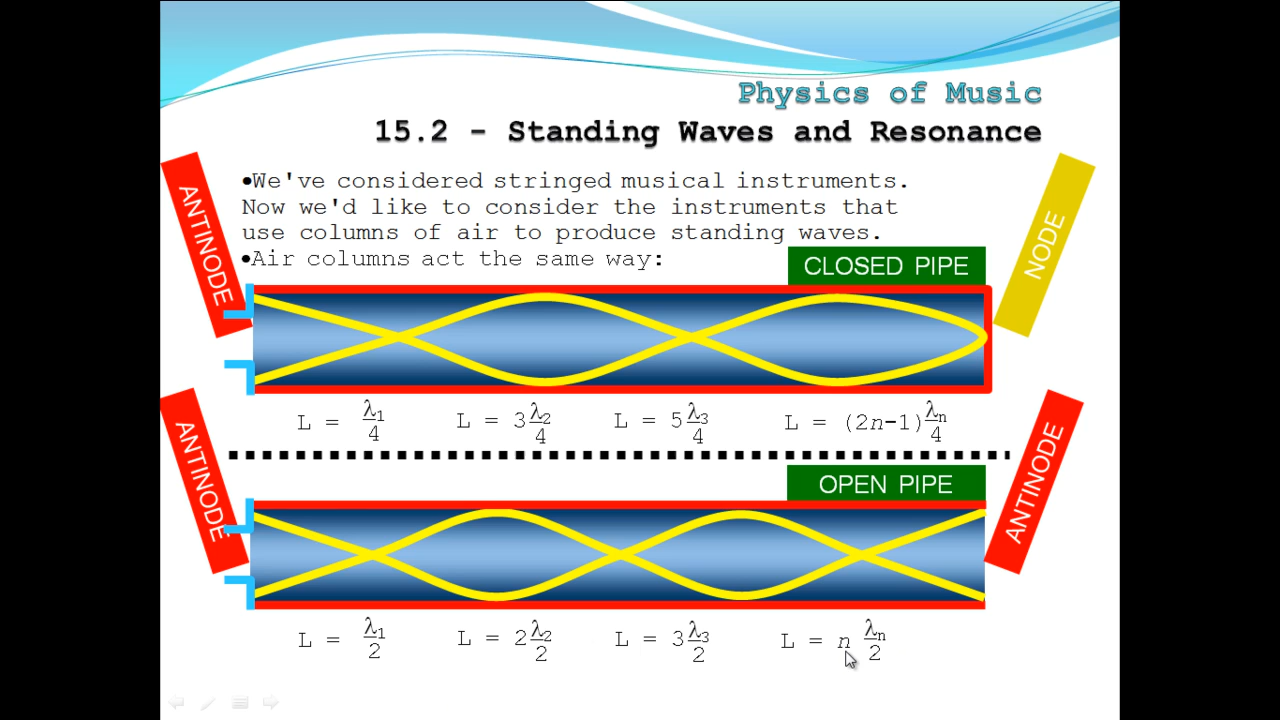 Physics of Music
15.2 - Standing Waves and Resonance
ANTINODE
NODE
•We've considered stringed musical instruments.
Now we'd like to consider the instruments that
use columns of air to produce standing waves.
•Air columns act the same way:
CLOSED PIPE
L = λ1/4 L = 3λ2/4 L = 5λ3/4 L = (2n-1)λn/4
ANTINODE
ANTINODE
OPEN PIPE
L = λ1/2 L = 2λ2/2 L = 3λ3/2 L = n λn/2